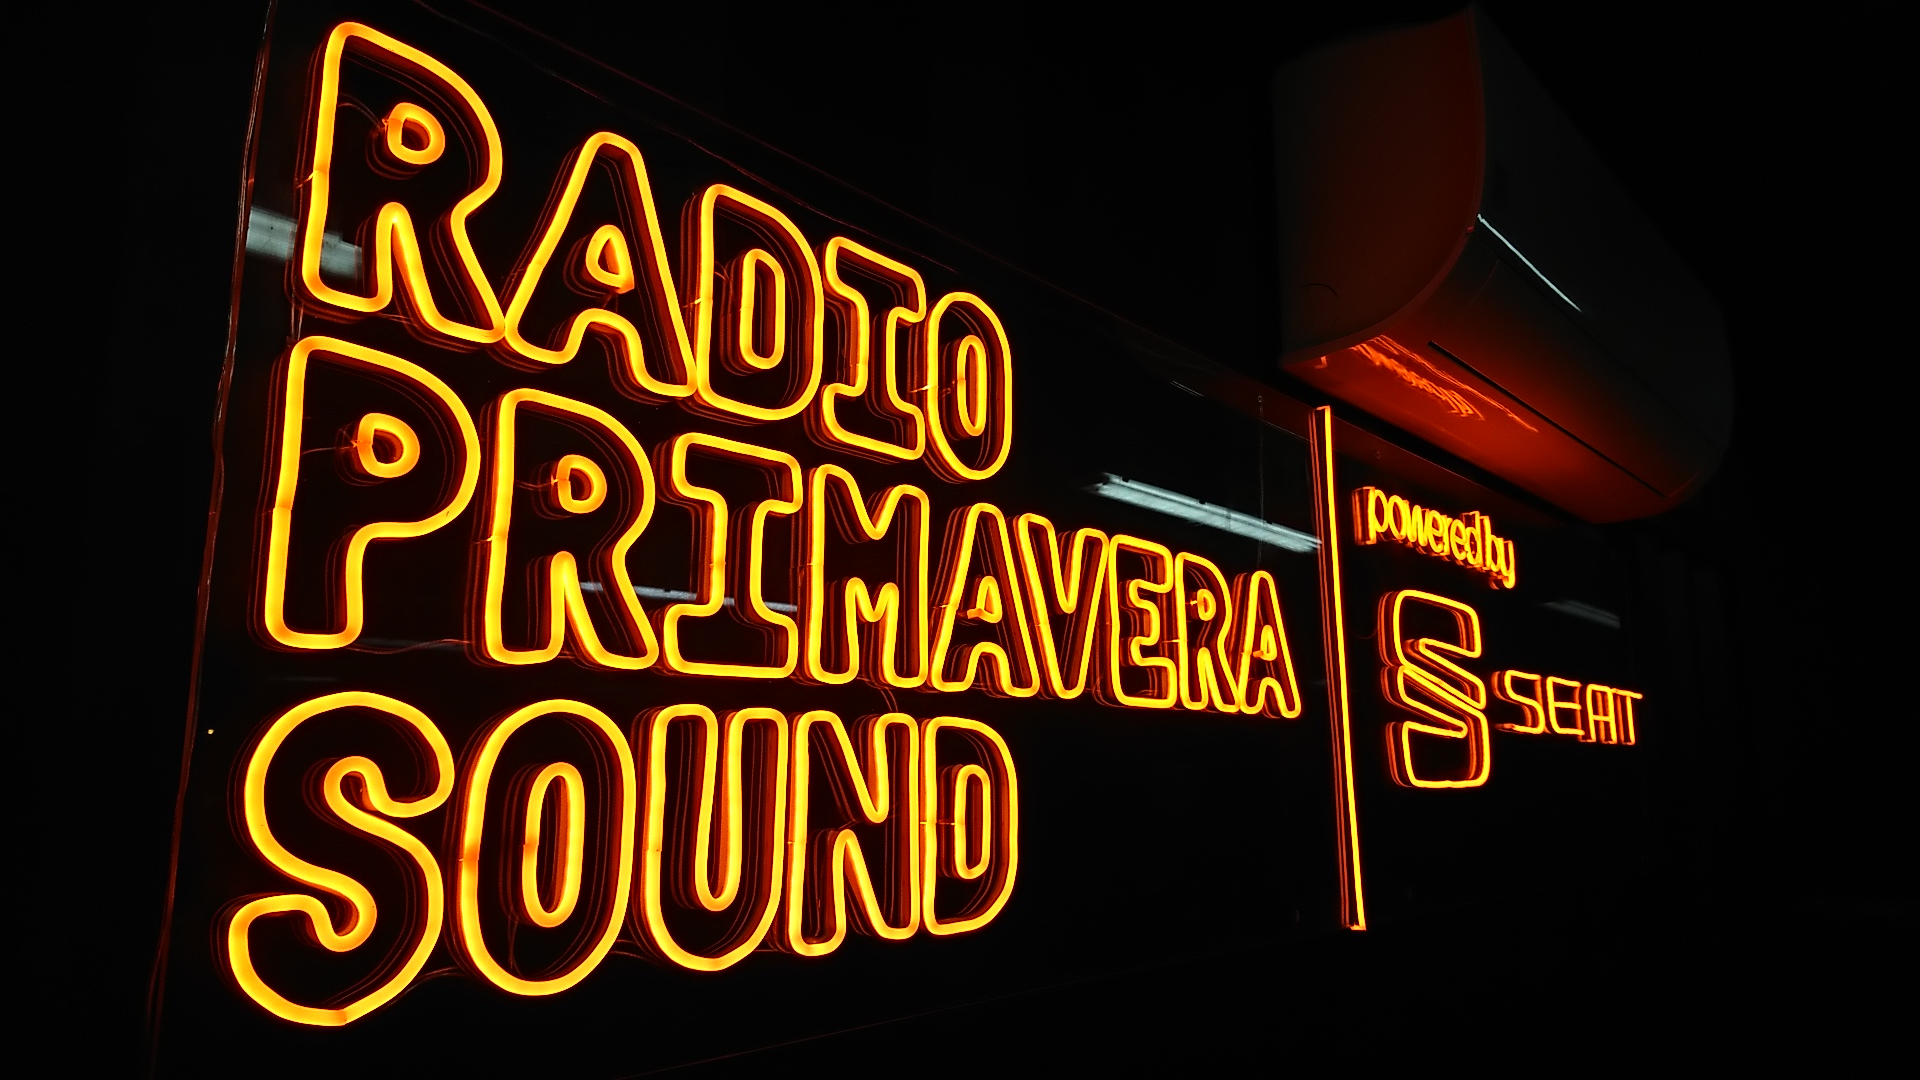 RADIO
PRIMAVERA
SOUND
powered by
SEAT